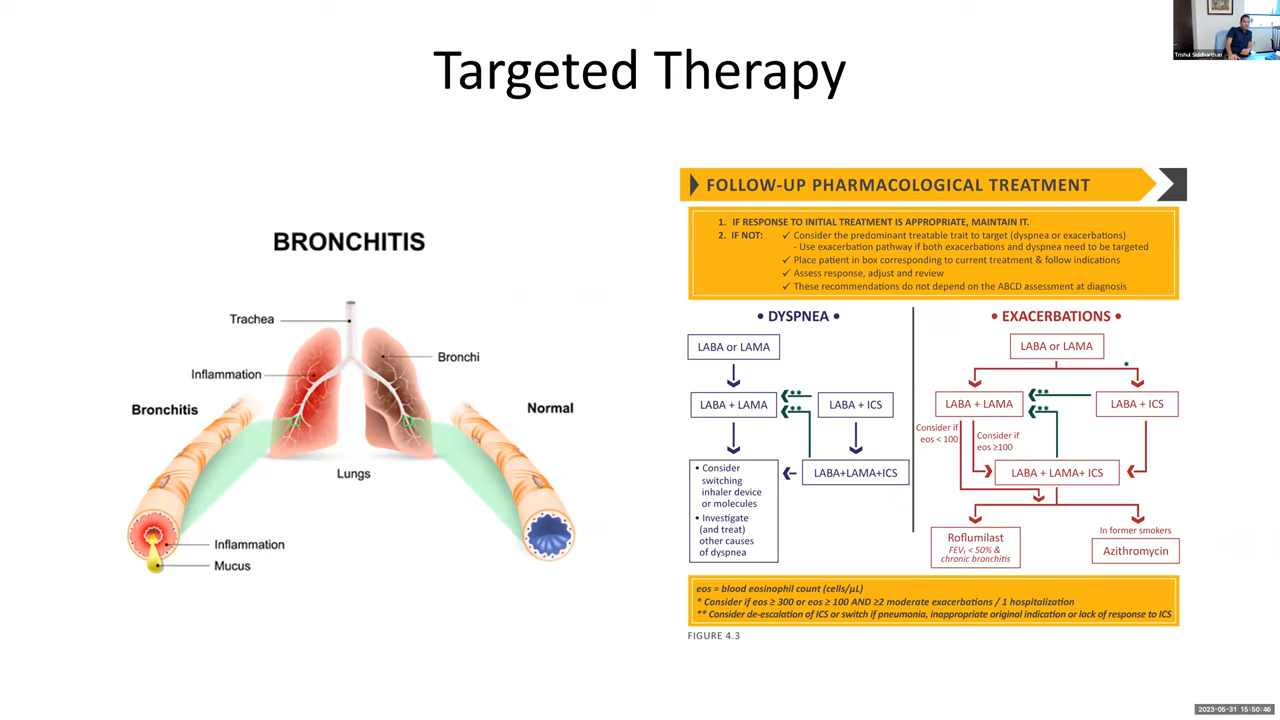 Targeted Therapy
Trishul Siddharthan
BRONCHITIS
Trachea
Bronchi
Inflammation
Bronchitis
Normal
Lungs
Inflammation
Mucus
FOLLOW-UP PHARMACOLOGICAL TREATMENT
1. IF RESPONSE TO INITIAL TREATMENT IS APPROPRIATE, MAINTAIN IT.
2. IF NOT: ✓ Consider the predominant treatable trait to target (dyspnea or exacerbations)
- Use exacerbation pathway if both exacerbations and dyspnea need to be targeted
✓ Place patient in box corresponding to current treatment & follow indications
✓ Assess response, adjust and review
✓ These recommendations do not depend on the ABCD assessment at diagnosis
• DYSPNEA •
LABA or LAMA
LABA + LAMA
**
**
LABA + ICS
• Consider
switching
inhaler device
or molecules
• Investigate
(and treat)
other causes
of dyspnea
LABA+LAMA+ICS
• EXACERBATIONS •
LABA or LAMA
*
LABA + LAMA
**
**
LABA + ICS
Consider if
eos < 100
Consider if
eos ≥100
LABA + LAMA+ ICS
Roflumilast
FEV₁ < 50% &
chronic bronchitis
In former smokers
Azithromycin
eos = blood eosinophil count (cells/μL)
* Consider if eos ≥ 300 or eos ≥ 100 AND ≥2 moderate exacerbations / 1 hospitalization
** Consider de-escalation of ICS or switch if pneumonia, inappropriate original indication or lack of response to ICS
FIGURE 4.3
2023-05-31 15:50:46